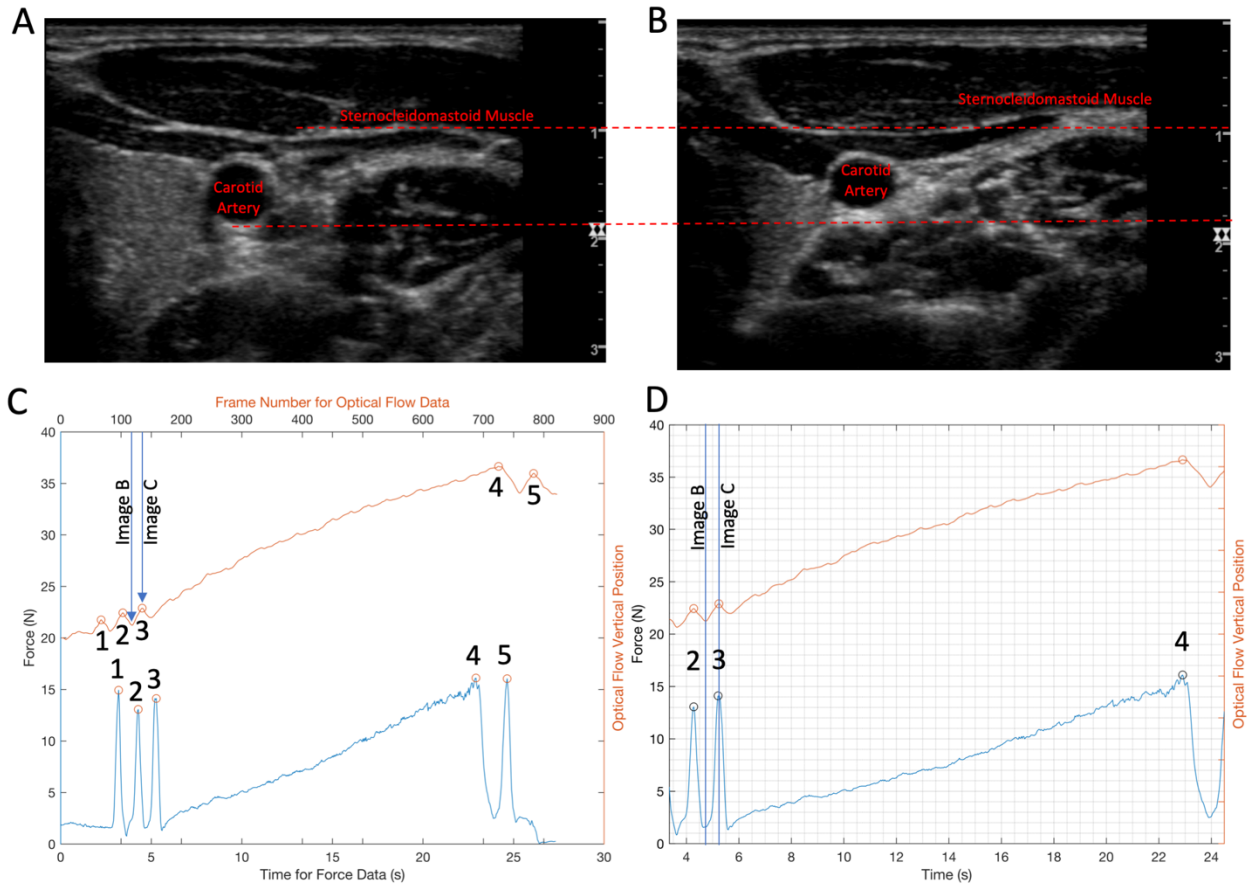 A
B
Sternocleidomastoid Muscle
Sternocleidomastoid Muscle
1
1
Carotid
Artery
Carotid
Artery
2
2
3
3
C
Frame Number for Optical Flow Data
0 100 200 300 400 500 600 700 800 900
40
35
30
25
20
15
10
5
0
Force (N)
Image B
Image C
1
2
3
4
5
1
2
3
4
5
Optical Flow Vertical Position
0 5 10 15 20 25 30
Time for Force Data (s)
D
40
35
30
25
20
15
10
5
0
Force (N)
Image B
Image C
2
3
4
Optical Flow Vertical Position
4 6 8 10 12 14 16 18 20 22 24
Time (s)